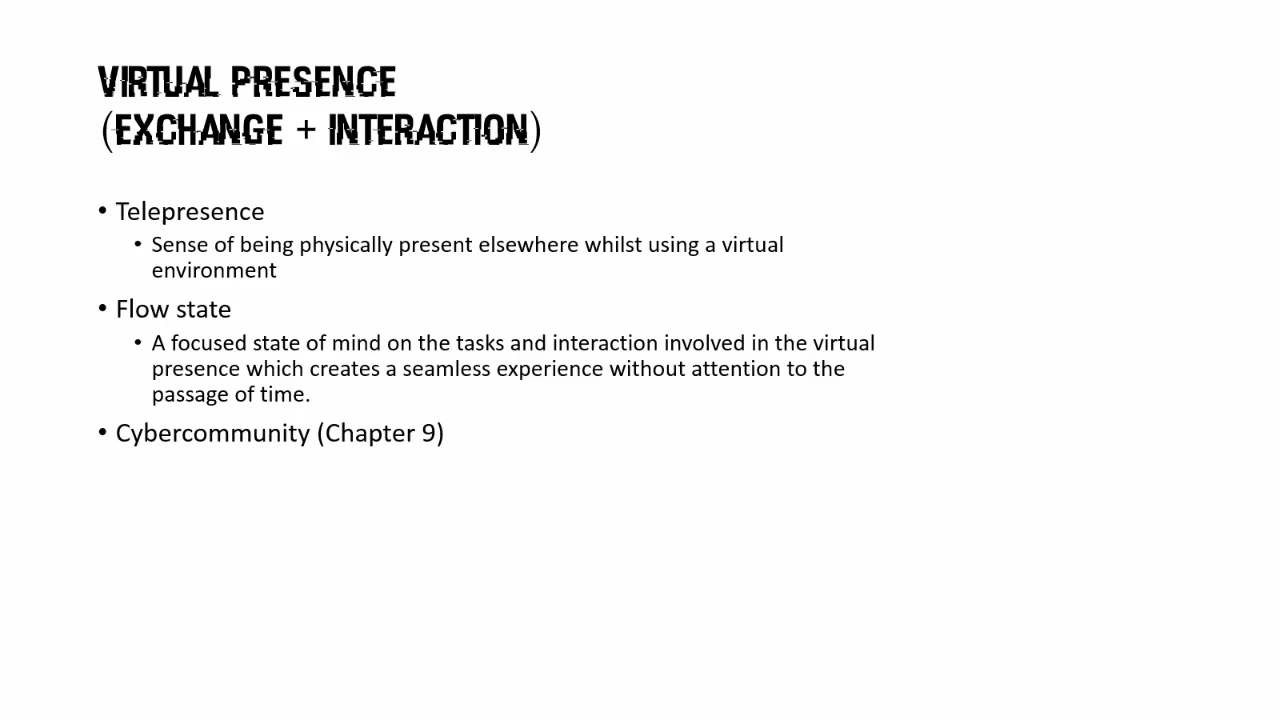 VIRTUAL PRESENCE
(EXCHANGE + INTERACTION)
• Telepresence
• Sense of being physically present elsewhere whilst using a virtual
environment
• Flow state
• A focused state of mind on the tasks and interaction involved in the virtual
presence which creates a seamless experience without attention to the
passage of time.
• Cybercommunity (Chapter 9)